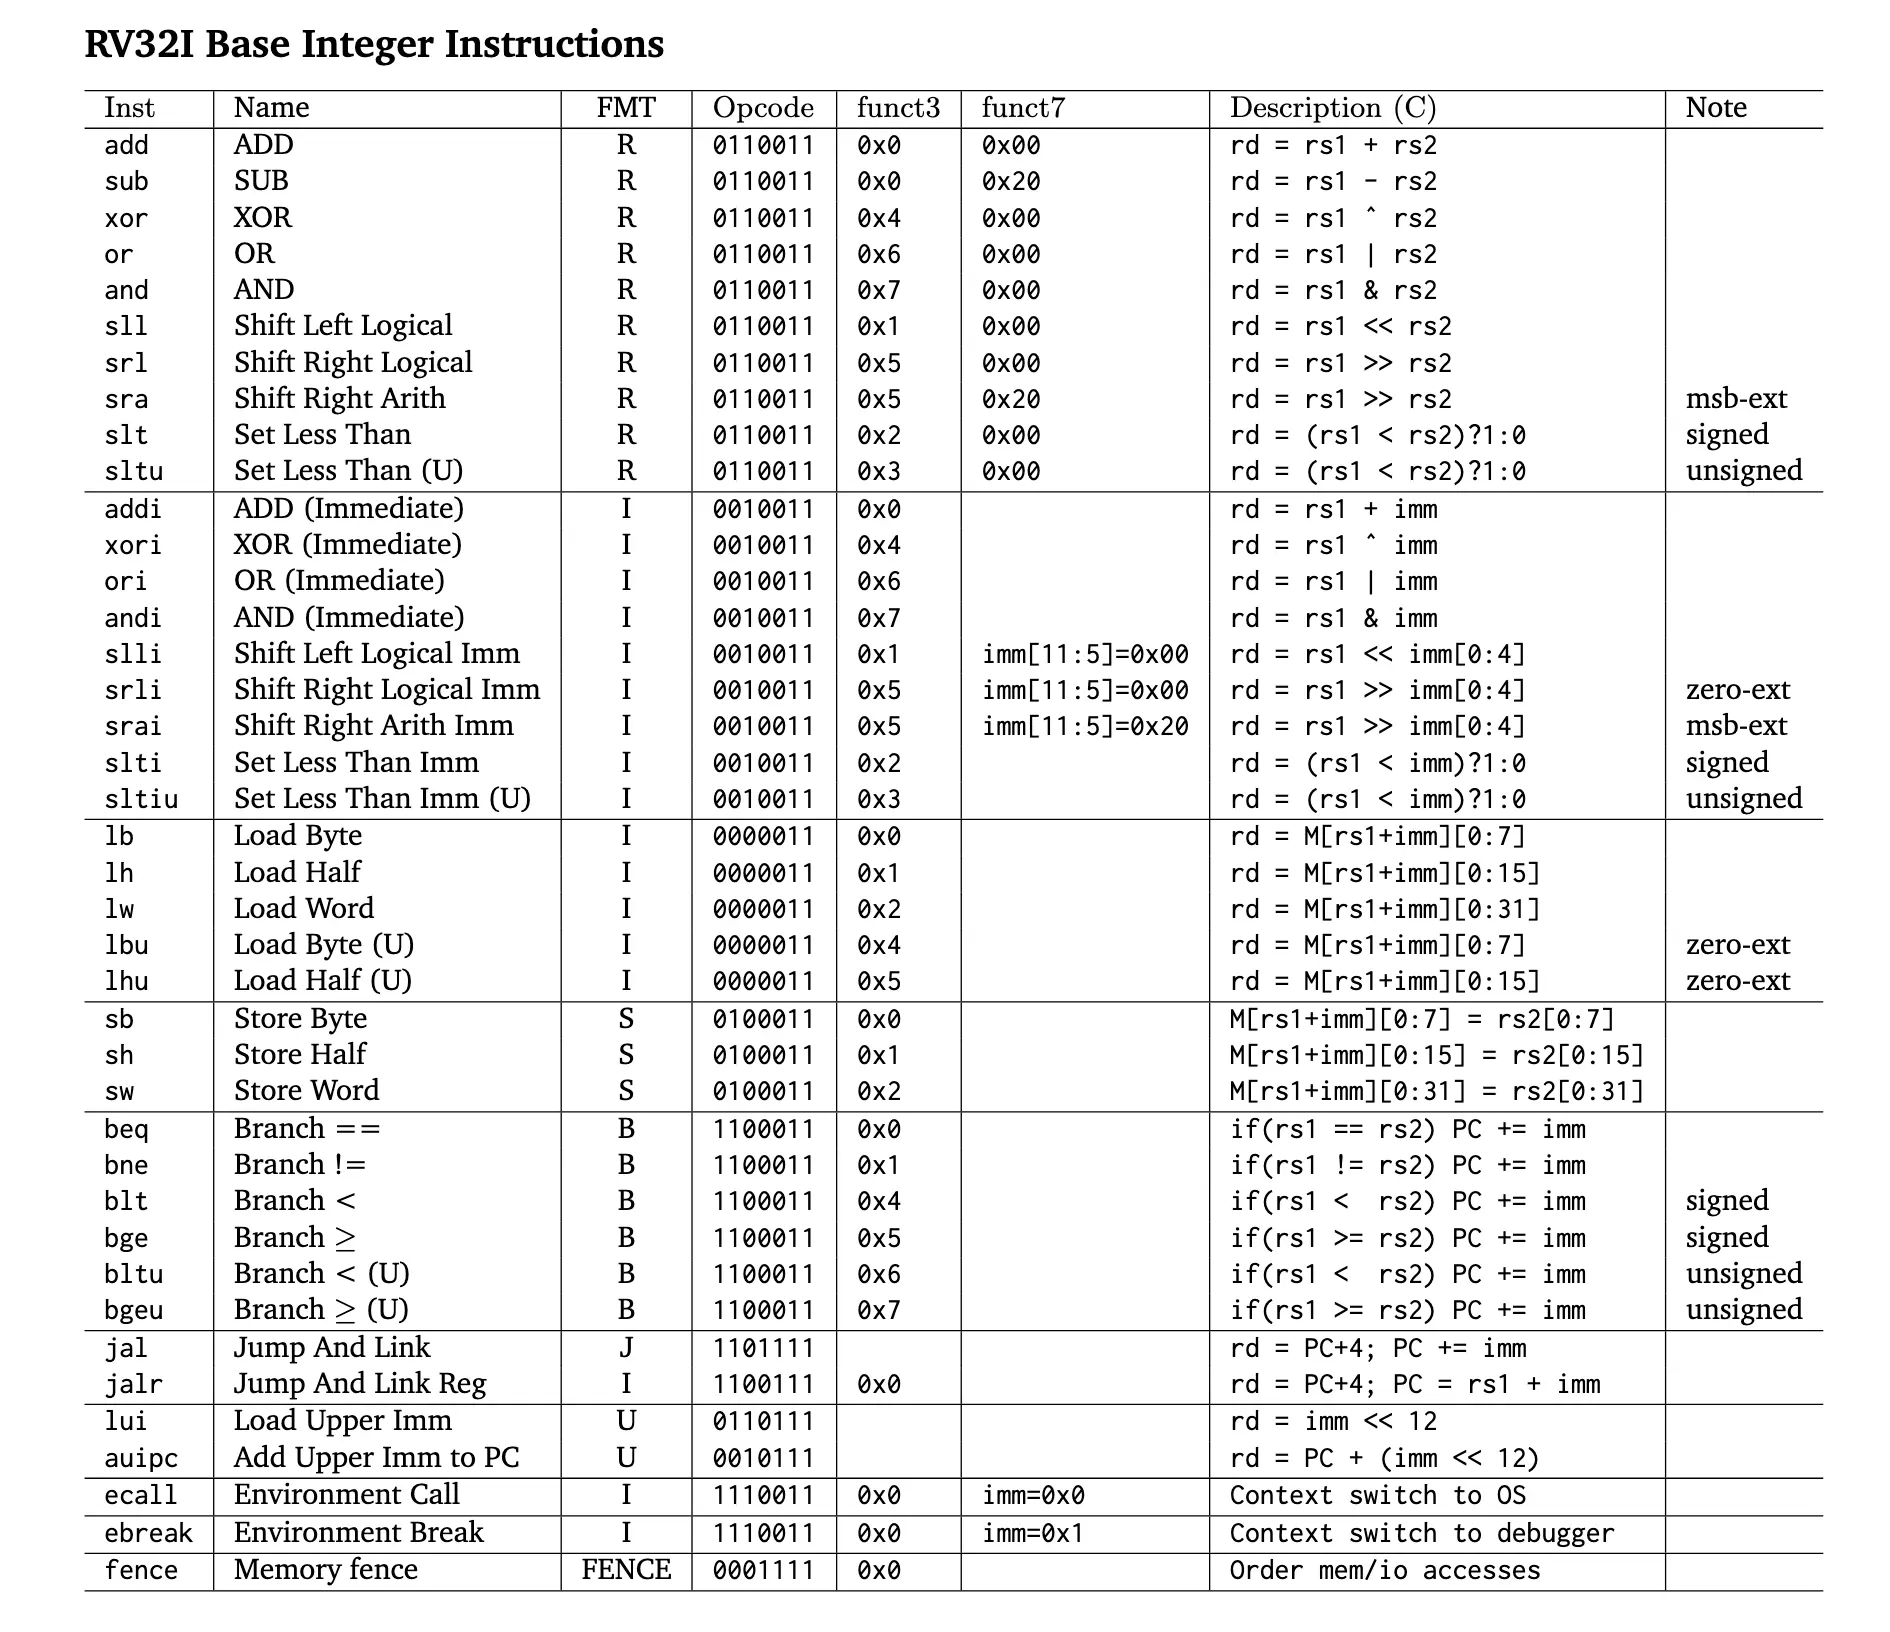 RV32I Base Integer Instructions
Inst Name FMT Opcode funct3 funct7 Description (C) Note
add ADD R 0110011 0x0 0x00 rd = rs1 + rs2
sub SUB R 0110011 0x0 0x20 rd = rs1 - rs2
xor XOR R 0110011 0x4 0x00 rd = rs1 ^ rs2
or OR R 0110011 0x6 0x00 rd = rs1 | rs2
and AND R 0110011 0x7 0x00 rd = rs1 & rs2
sll Shift Left Logical R 0110011 0x1 0x00 rd = rs1 << rs2
srl Shift Right Logical R 0110011 0x5 0x00 rd = rs1 >> rs2
sra Shift Right Arith R 0110011 0x5 0x20 rd = rs1 >> rs2 msb-ext
slt Set Less Than R 0110011 0x2 0x00 rd = (rs1 < rs2)?1:0 signed
sltu Set Less Than (U) R 0110011 0x3 0x00 rd = (rs1 < rs2)?1:0 unsigned
addi ADD (Immediate) I 0010011 0x0 rd = rs1 + imm
xori XOR (Immediate) I 0010011 0x4 rd = rs1 ^ imm
ori OR (Immediate) I 0010011 0x6 rd = rs1 | imm
andi AND (Immediate) I 0010011 0x7 rd = rs1 & imm
slli Shift Left Logical Imm I 0010011 0x1 imm[11:5]=0x00 rd = rs1 << imm[0:4]
srli Shift Right Logical Imm I 0010011 0x5 imm[11:5]=0x00 rd = rs1 >> imm[0:4] zero-ext
srai Shift Right Arith Imm I 0010011 0x5 imm[11:5]=0x20 rd = rs1 >> imm[0:4] msb-ext
slti Set Less Than Imm I 0010011 0x2 rd = (rs1 < imm)?1:0 signed
sltiu Set Less Than Imm (U) I 0010011 0x3 rd = (rs1 < imm)?1:0 unsigned
lb Load Byte I 0000011 0x0 rd = M[rs1+imm][0:7]
lh Load Half I 0000011 0x1 rd = M[rs1+imm][0:15]
lw Load Word I 0000011 0x2 rd = M[rs1+imm][0:31]
lbu Load Byte (U) I 0000011 0x4 rd = M[rs1+imm][0:7] zero-ext
lhu Load Half (U) I 0000011 0x5 rd = M[rs1+imm][0:15] zero-ext
sb Store Byte S 0100011 0x0 M[rs1+imm][0:7] = rs2[0:7]
sh Store Half S 0100011 0x1 M[rs1+imm][0:15] = rs2[0:15]
sw Store Word S 0100011 0x2 M[rs1+imm][0:31] = rs2[0:31]
beq Branch == B 1100011 0x0 if(rs1 == rs2) PC += imm
bne Branch != B 1100011 0x1 if(rs1 != rs2) PC += imm
blt Branch < B 1100011 0x4 if(rs1 < rs2) PC += imm signed
bge Branch ≥ B 1100011 0x5 if(rs1 >= rs2) PC += imm signed
bltu Branch < (U) B 1100011 0x6 if(rs1 < rs2) PC += imm unsigned
bgeu Branch ≥ (U) B 1100011 0x7 if(rs1 >= rs2) PC += imm unsigned
jal Jump And Link J 1101111 rd = PC+4; PC += imm
jalr Jump And Link Reg I 1100111 0x0 rd = PC+4; PC = rs1 + imm
lui Load Upper Imm U 0110111 rd = imm << 12
auipc Add Upper Imm to PC U 0010111 rd = PC + (imm << 12)
ecall Environment Call I 1110011 0x0 imm=0x0 Context switch to OS
ebreak Environment Break I 1110011 0x0 imm=0x1 Context switch to debugger
fence Memory fence FENCE 0001111 0x0 Order mem/io accesses